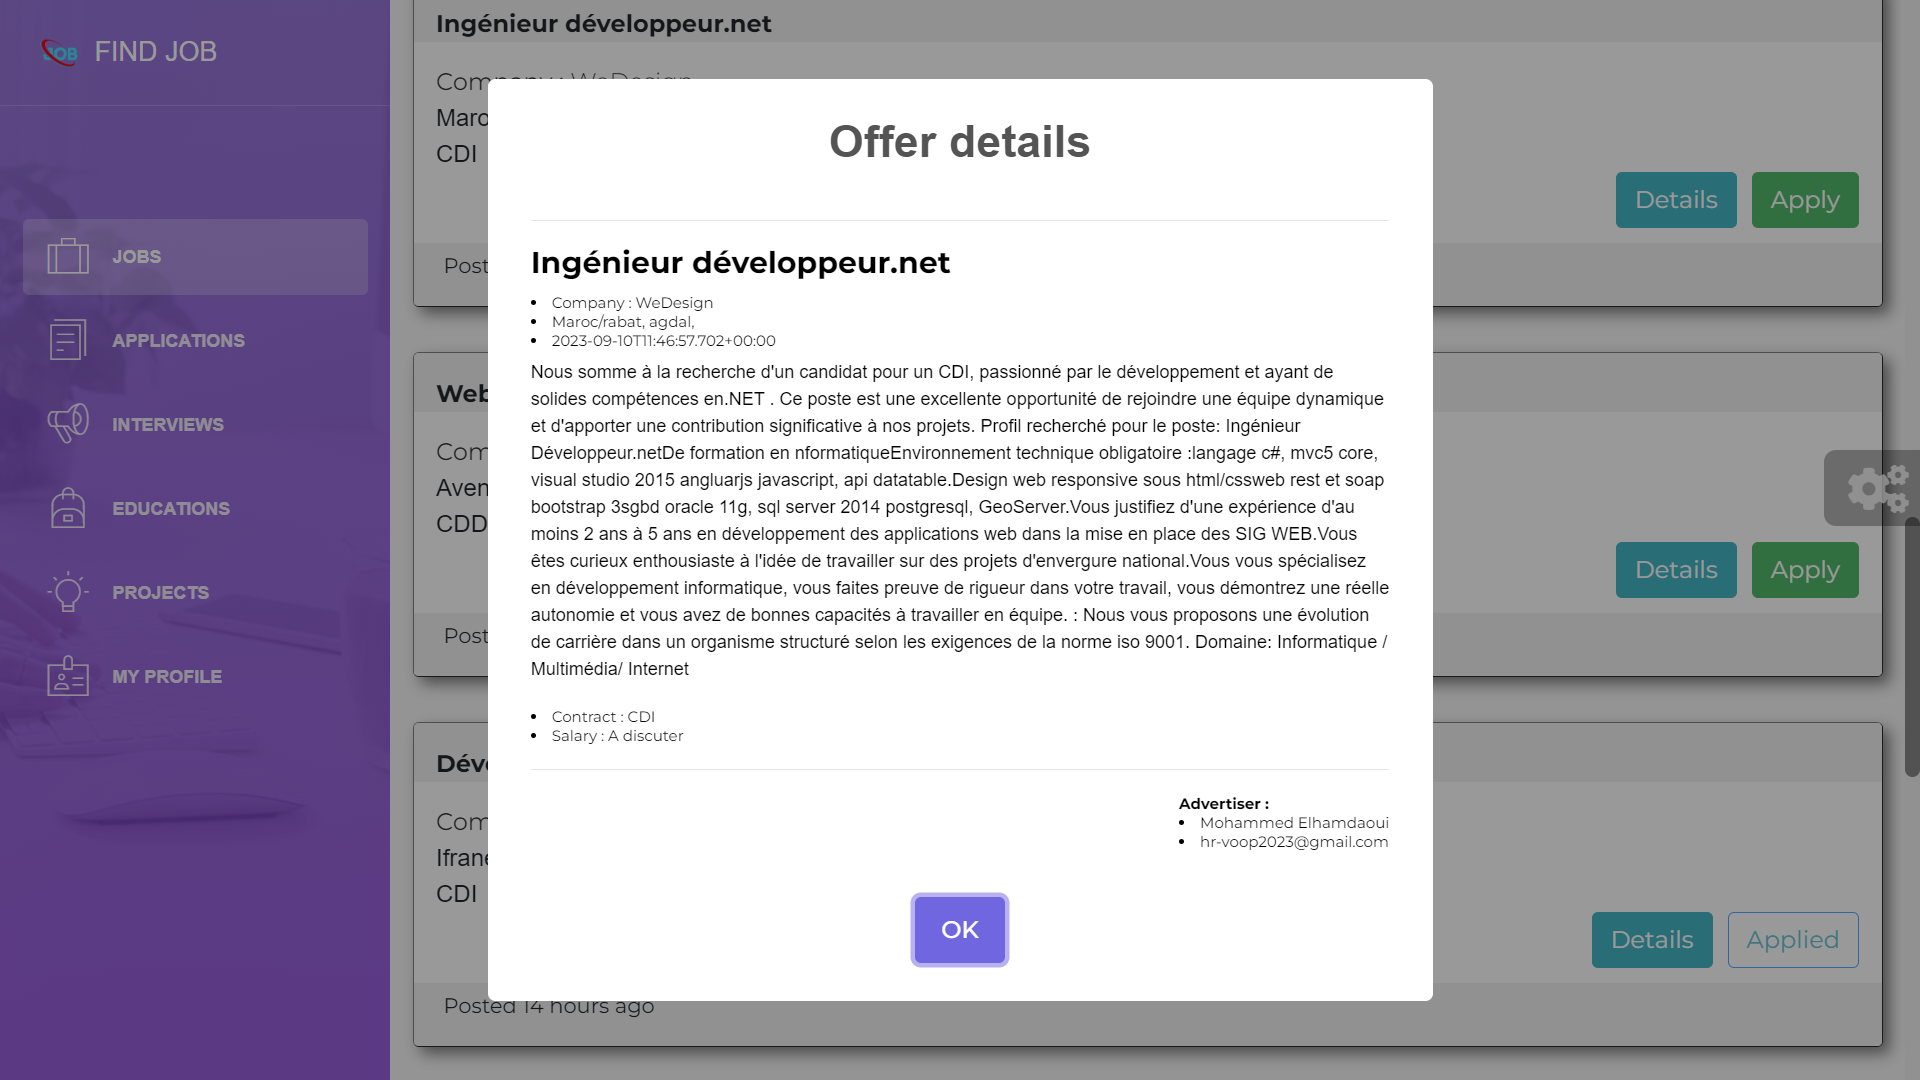 JOB FIND JOB
JOBS
APPLICATIONS
INTERVIEWS
EDUCATIONS
PROJECTS
MY PROFILE
Ingénieur développeur.net
Company : WeDesign
Maroc
CDI
Details Apply
Post
Web
Com
Aven
CDD
Details Apply
Post
Déve
Com
Ifrane
CDI
Details Applied
Posted 14 hours ago
Offer details
Ingénieur développeur.net
• Company : WeDesign
• Maroc/rabat, agdal,
• 2023-09-10T11:46:57.702+00:00
Nous somme à la recherche d'un candidat pour un CDI, passionné par le développement et ayant de
solides compétences en.NET . Ce poste est une excellente opportunité de rejoindre une équipe dynamique
et d'apporter une contribution significative à nos projets. Profil recherché pour le poste: Ingénieur
Développeur.netDe formation en nformatiqueEnvironnement technique obligatoire :langage c#, mvc5 core,
visual studio 2015 angluarjs javascript, api datatable.Design web responsive sous html/cssweb rest et soap
bootstrap 3sgbd oracle 11g, sql server 2014 postgresql, GeoServer.Vous justifiez d'une expérience d'au
moins 2 ans à 5 ans en développement des applications web dans la mise en place des SIG WEB.Vous
êtes curieux enthousiaste à l'idée de travailler sur des projets d'envergure national.Vous vous spécialisez
en développement informatique, vous faites preuve de rigueur dans votre travail, vous démontrez une réelle
autonomie et vous avez de bonnes capacités à travailler en équipe. : Nous vous proposons une évolution
de carrière dans un organisme structuré selon les exigences de la norme iso 9001. Domaine: Informatique /
Multimédia/ Internet
• Contract : CDI
• Salary : A discuter
Advertiser :
• Mohammed Elhamdaoui
• hr-voop2023@gmail.com
OK